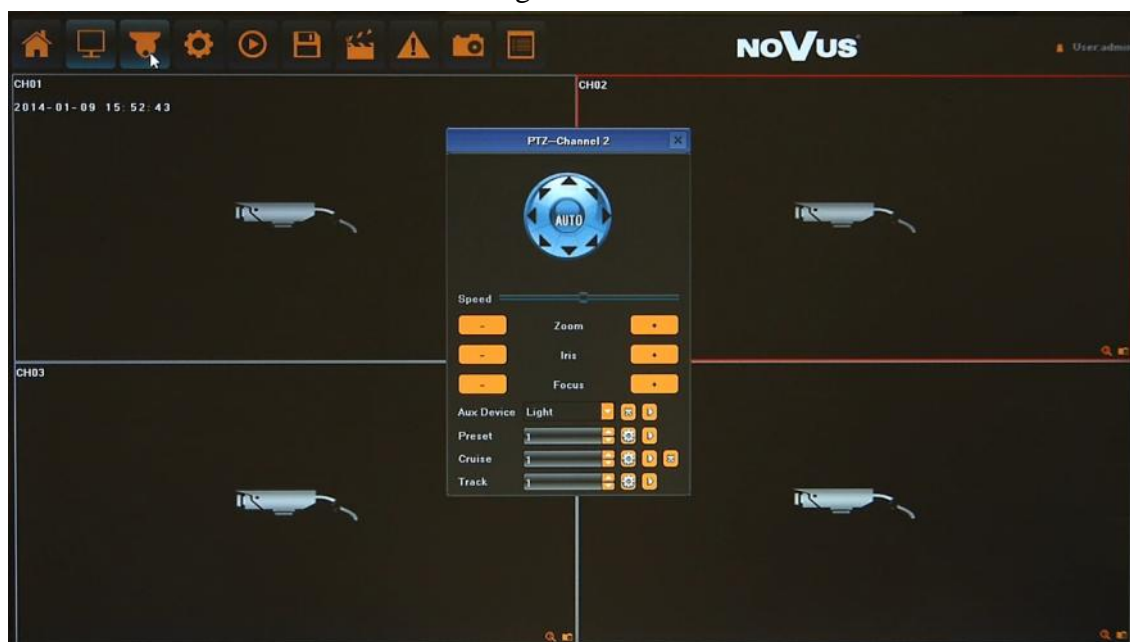 NOVUS
User:admin
CH01
CH02
2014-01-09 15:52:43
PTZ-Channel 2
AUTO
Speed
- Zoom +
- Iris +
- Focus +
Aux Device Light
Preset 1
Cruise 1
Track 1
CH03